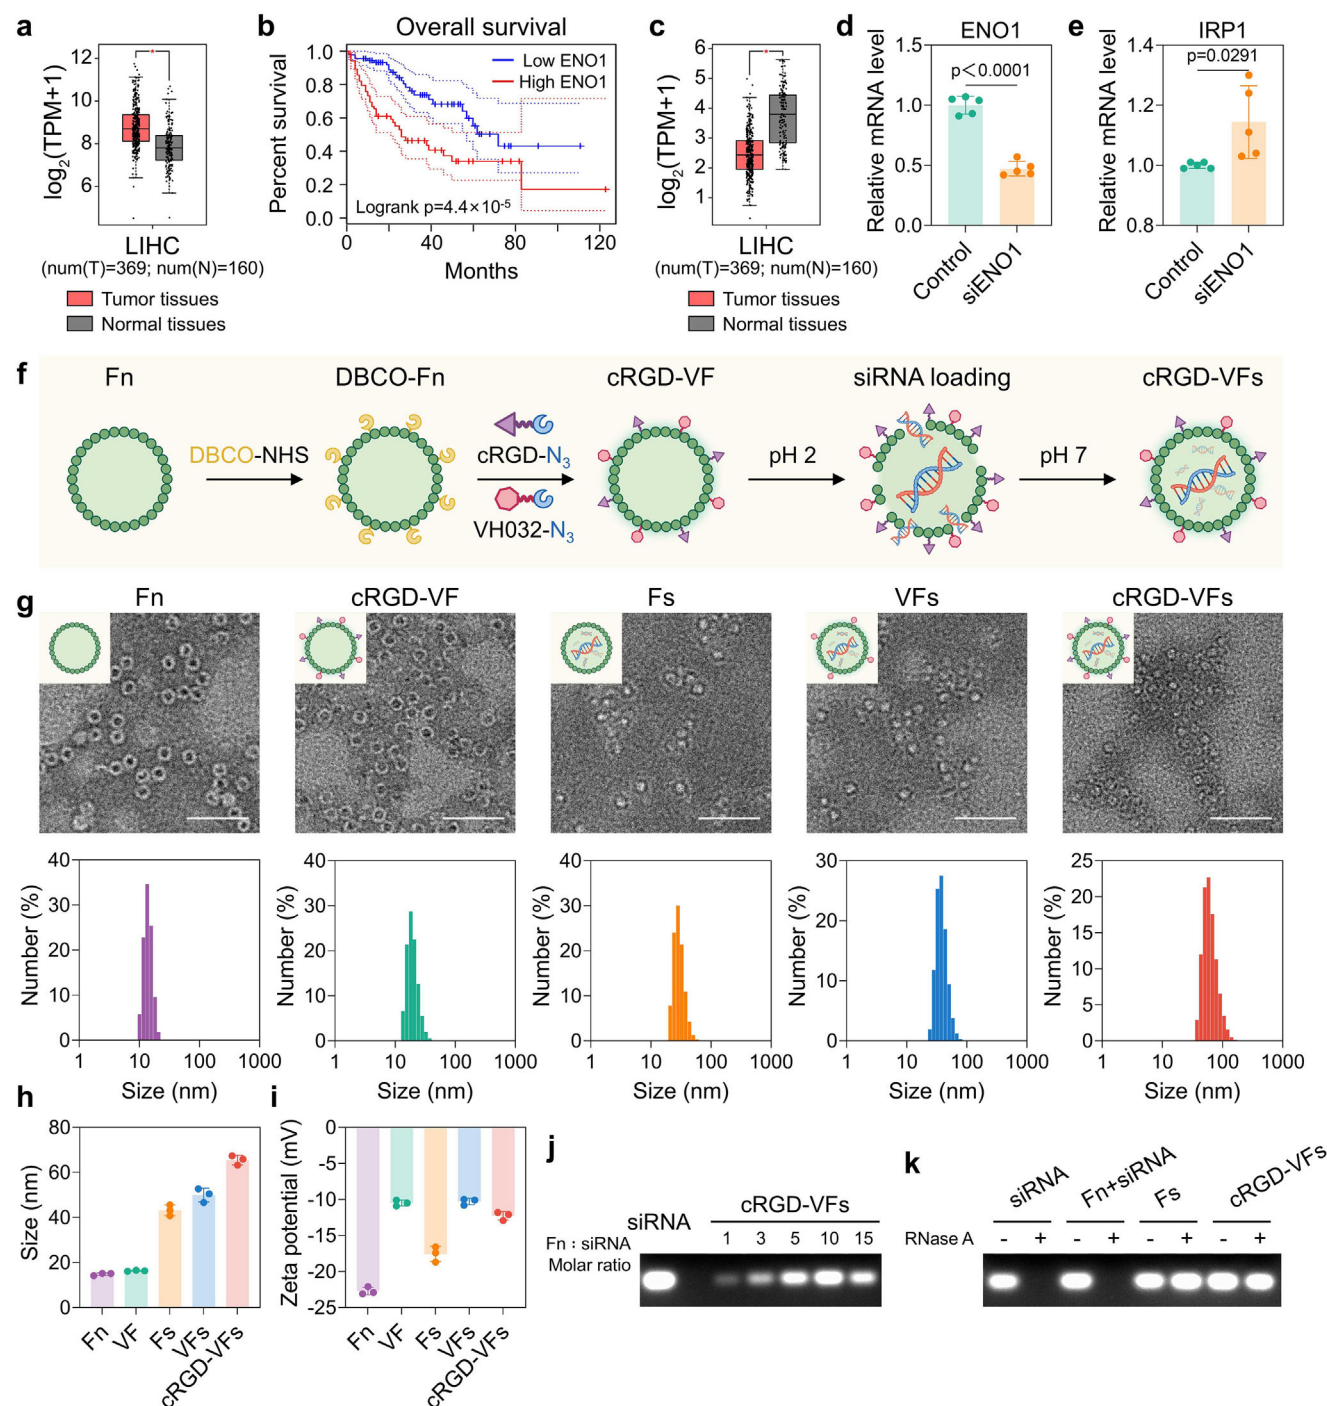 a
12
10
8
6
log2(TPM+1)
*
LIHC
(num(T)=369; num(N)=160)
Tumor tissues
Normal tissues
b
Overall survival
1.0
0.8
0.6
0.4
0.2
0.0
Percent survival
Low ENO1
High ENO1
Logrank p=4.4×10-5
0 40 80 120
Months
c
6
5
4
3
2
1
log2(TPM+1)
*
LIHC
(num(T)=369; num(N)=160)
Tumor tissues
Normal tissues
d
ENO1
1.5
1.0
0.5
0.0
Relative mRNA level
p<0.0001
Control
siENO1
e
IRP1
1.4
1.2
1.0
0.8
Relative mRNA level
p=0.0291
Control
siENO1
f
Fn
DBCO-NHS
DBCO-Fn
cRGD-N3
VH032-N3
cRGD-VF
pH 2
siRNA loading
pH 7
cRGD-VFs
g
Fn
cRGD-VF
Fs
VFs
cRGD-VFs
40
30
20
10
0
Number (%)
1 10 100 1000
Size (nm)
40
30
20
10
0
Number (%)
1 10 100 1000
Size (nm)
40
30
20
10
0
Number (%)
1 10 100 1000
Size (nm)
30
20
10
0
Number (%)
1 10 100 1000
Size (nm)
25
20
15
10
5
0
Number (%)
1 10 100 1000
Size (nm)
h
80
60
40
20
0
Size (nm)
Fn
VF
Fs
VFs
cRGD-VFs
i
0
-5
-10
-15
-20
-25
Zeta potential (mV)
Fn
VF
Fs
VFs
cRGD-VFs
j
siRNA
cRGD-VFs
Fn : siRNA
Molar ratio
1 3 5 10 15
k
siRNA
Fn+siRNA
Fs
cRGD-VFs
RNase A - + - + - + - +